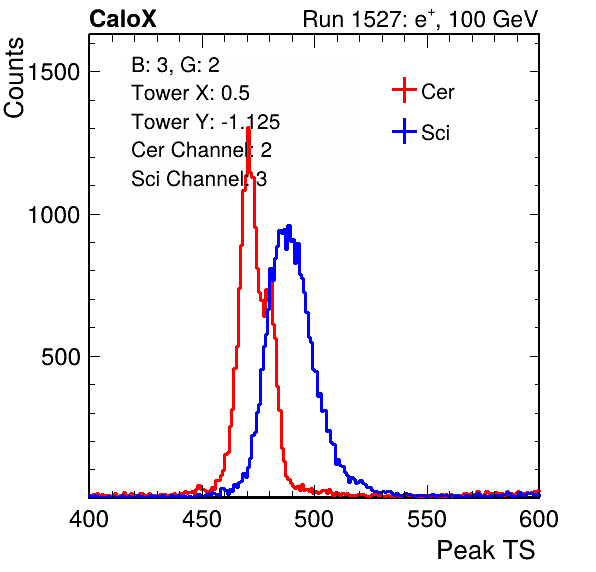 CaloX Run 1527: e+, 100 GeV
Counts
B: 3, G: 2
Tower X: 0.5
Tower Y: -1.125
Cer Channel: 2
Sci Channel: 3
Cer
Sci
1500
1000
500
400 450 500 550 600
Peak TS